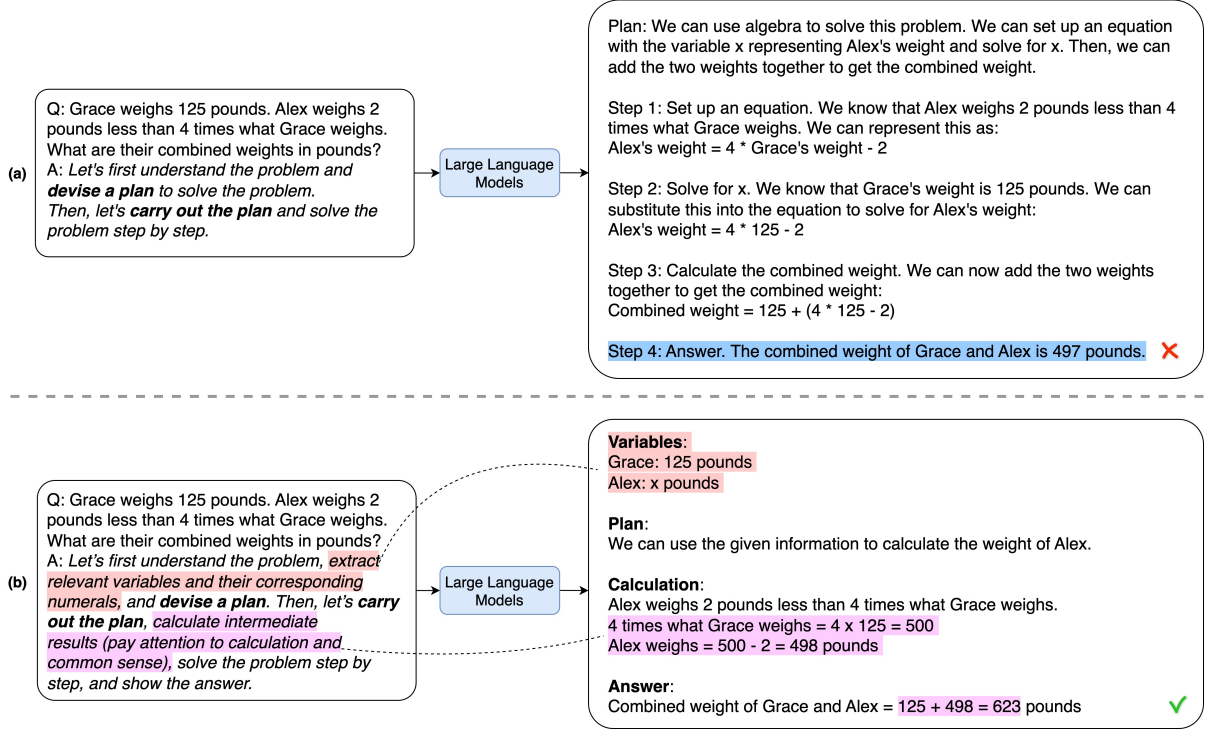 (a)
Q: Grace weighs 125 pounds. Alex weighs 2
pounds less than 4 times what Grace weighs.
What are their combined weights in pounds?
A: Let's first understand the problem and
devise a plan to solve the problem.
Then, let's carry out the plan and solve the
problem step by step.
Large Language
Models
Plan: We can use algebra to solve this problem. We can set up an equation
with the variable x representing Alex's weight and solve for x. Then, we can
add the two weights together to get the combined weight.
Step 1: Set up an equation. We know that Alex weighs 2 pounds less than 4
times what Grace weighs. We can represent this as:
Alex's weight = 4 * Grace's weight - 2
Step 2: Solve for x. We know that Grace's weight is 125 pounds. We can
substitute this into the equation to solve for Alex's weight:
Alex's weight = 4 * 125 - 2
Step 3: Calculate the combined weight. We can now add the two weights
together to get the combined weight:
Combined weight = 125 + (4 * 125 - 2)
Step 4: Answer. The combined weight of Grace and Alex is 497 pounds.
(b)
Q: Grace weighs 125 pounds. Alex weighs 2
pounds less than 4 times what Grace weighs.
What are their combined weights in pounds?
A: Let’s first understand the problem, extract
relevant variables and their corresponding
numerals, and devise a plan. Then, let’s carry
out the plan, calculate intermediate
results (pay attention to calculation and
common sense), solve the problem step by
step, and show the answer.
Large Language
Models
Variables:
Grace: 125 pounds
Alex: x pounds
Plan:
We can use the given information to calculate the weight of Alex.
Calculation:
Alex weighs 2 pounds less than 4 times what Grace weighs.
4 times what Grace weighs = 4 x 125 = 500
Alex weighs = 500 - 2 = 498 pounds
Answer:
Combined weight of Grace and Alex = 125 + 498 = 623 pounds